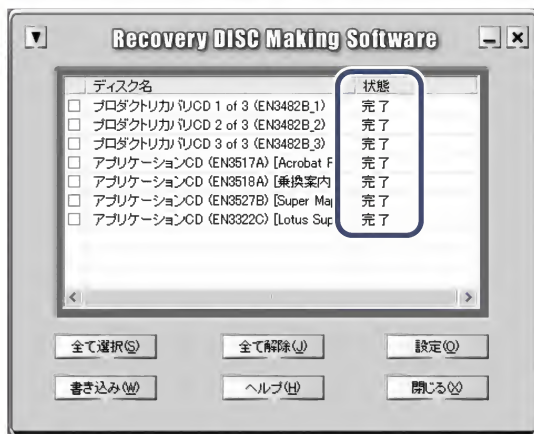 Recovery DISC Making Software
ディスク名 状態
プロダクトリカバリCD 1 of 3 (EN3482B_1) 完了
プロダクトリカバリCD 2 of 3 (EN3482B_2) 完了
プロダクトリカバリCD 3 of 3 (EN3482B_3) 完了
アプリケーションCD (EN3517A) [Acrobat F 完了
アプリケーションCD (EN3518A) [乗換案内 完了
アプリケーションCD (EN3527B) [Super Ma 完了
アプリケーションCD (EN3322C) [Lotus Sup 完了
全て選択(S) 全て解除(J) 設定(O)
書き込み(W) ヘルプ(H) 閉じる(X)